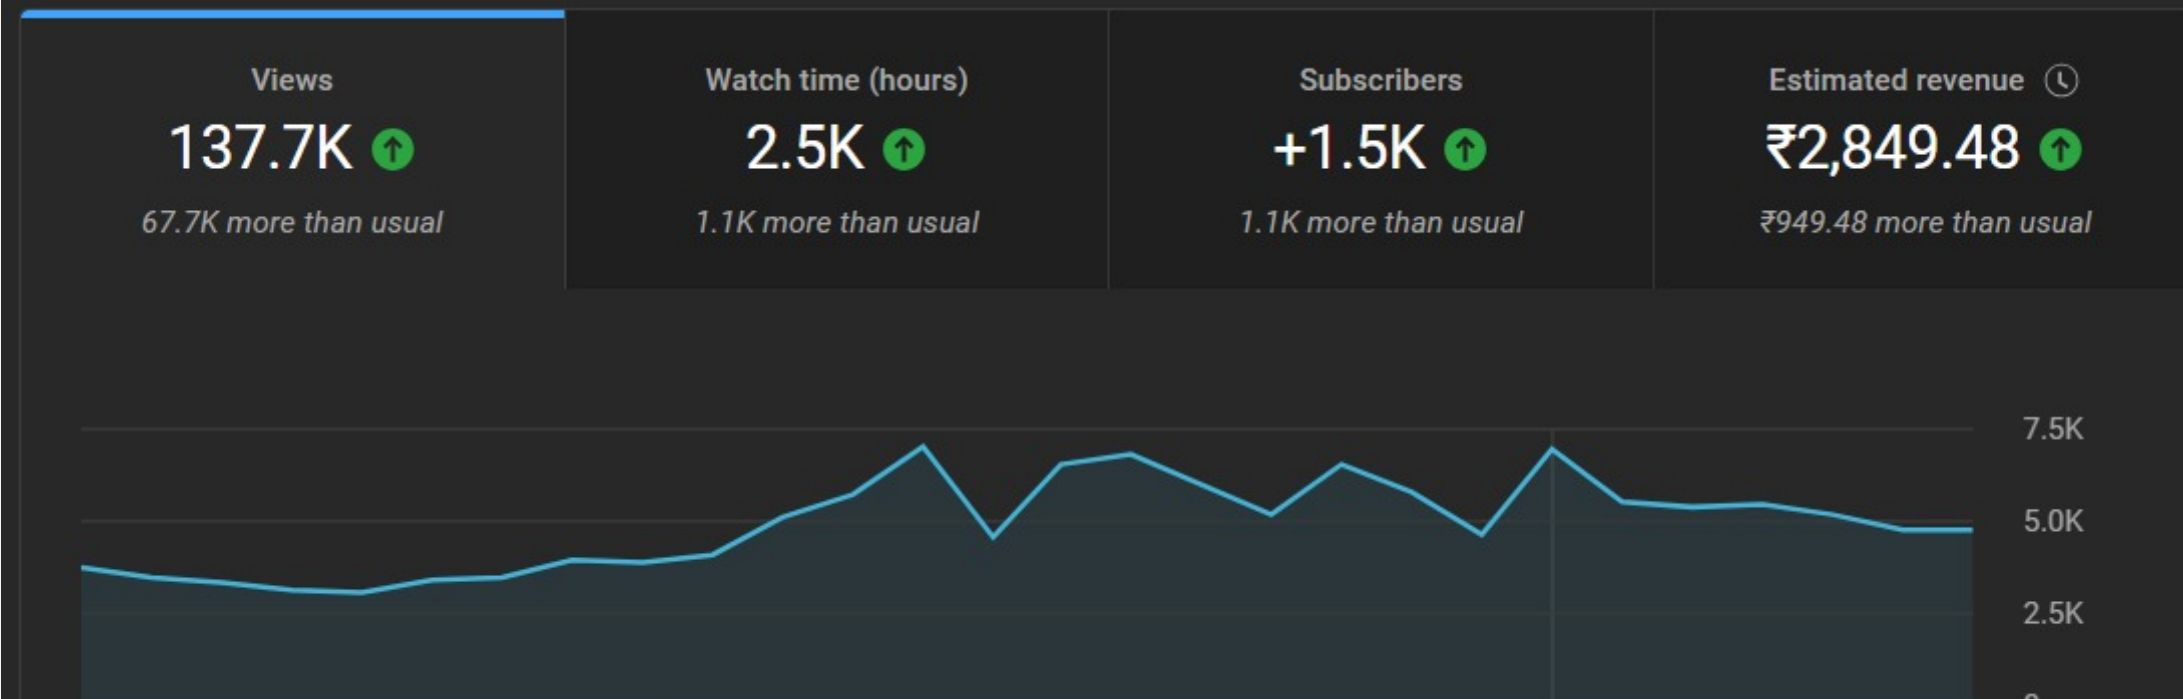 Views
137.7K
67.7K more than usual
Watch time (hours)
2.5K
1.1K more than usual
Subscribers
+1.5K
1.1K more than usual
Estimated revenue
₹2,849.48
₹949.48 more than usual
7.5K
5.0K
2.5K